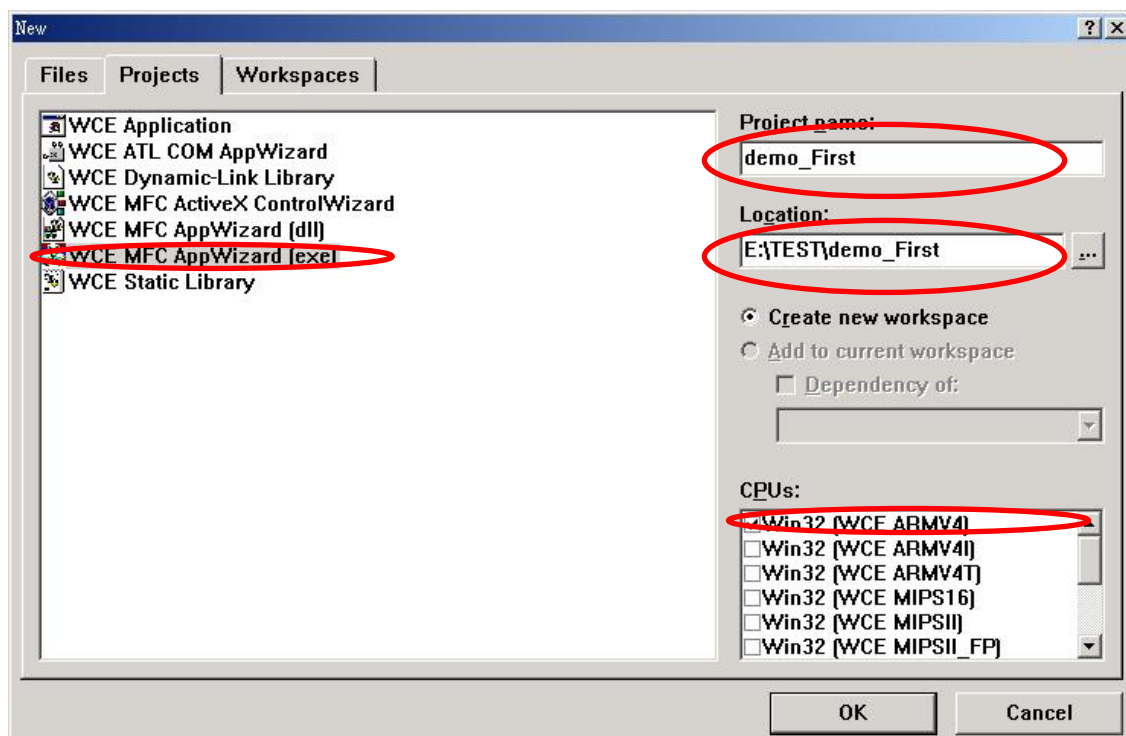 New
Files Projects Workspaces
WCE Application
WCE ATL COM AppWizard
WCE Dynamic-Link Library
WCE MFC ActiveX ControlWizard
WCE MFC AppWizard (dll)
WCE MFC AppWizard (exe)
WCE Static Library
Project name:
demo_First
Location:
E:\TEST\demo_First
...
Create new workspace
Add to current workspace
Dependency of:
CPUs:
Win32 (WCE ARMV4)
Win32 (WCE ARMV4I)
Win32 (WCE ARMV4T)
Win32 (WCE MIPS16)
Win32 (WCE MIPSII)
Win32 (WCE MIPSII_FP)
OK Cancel